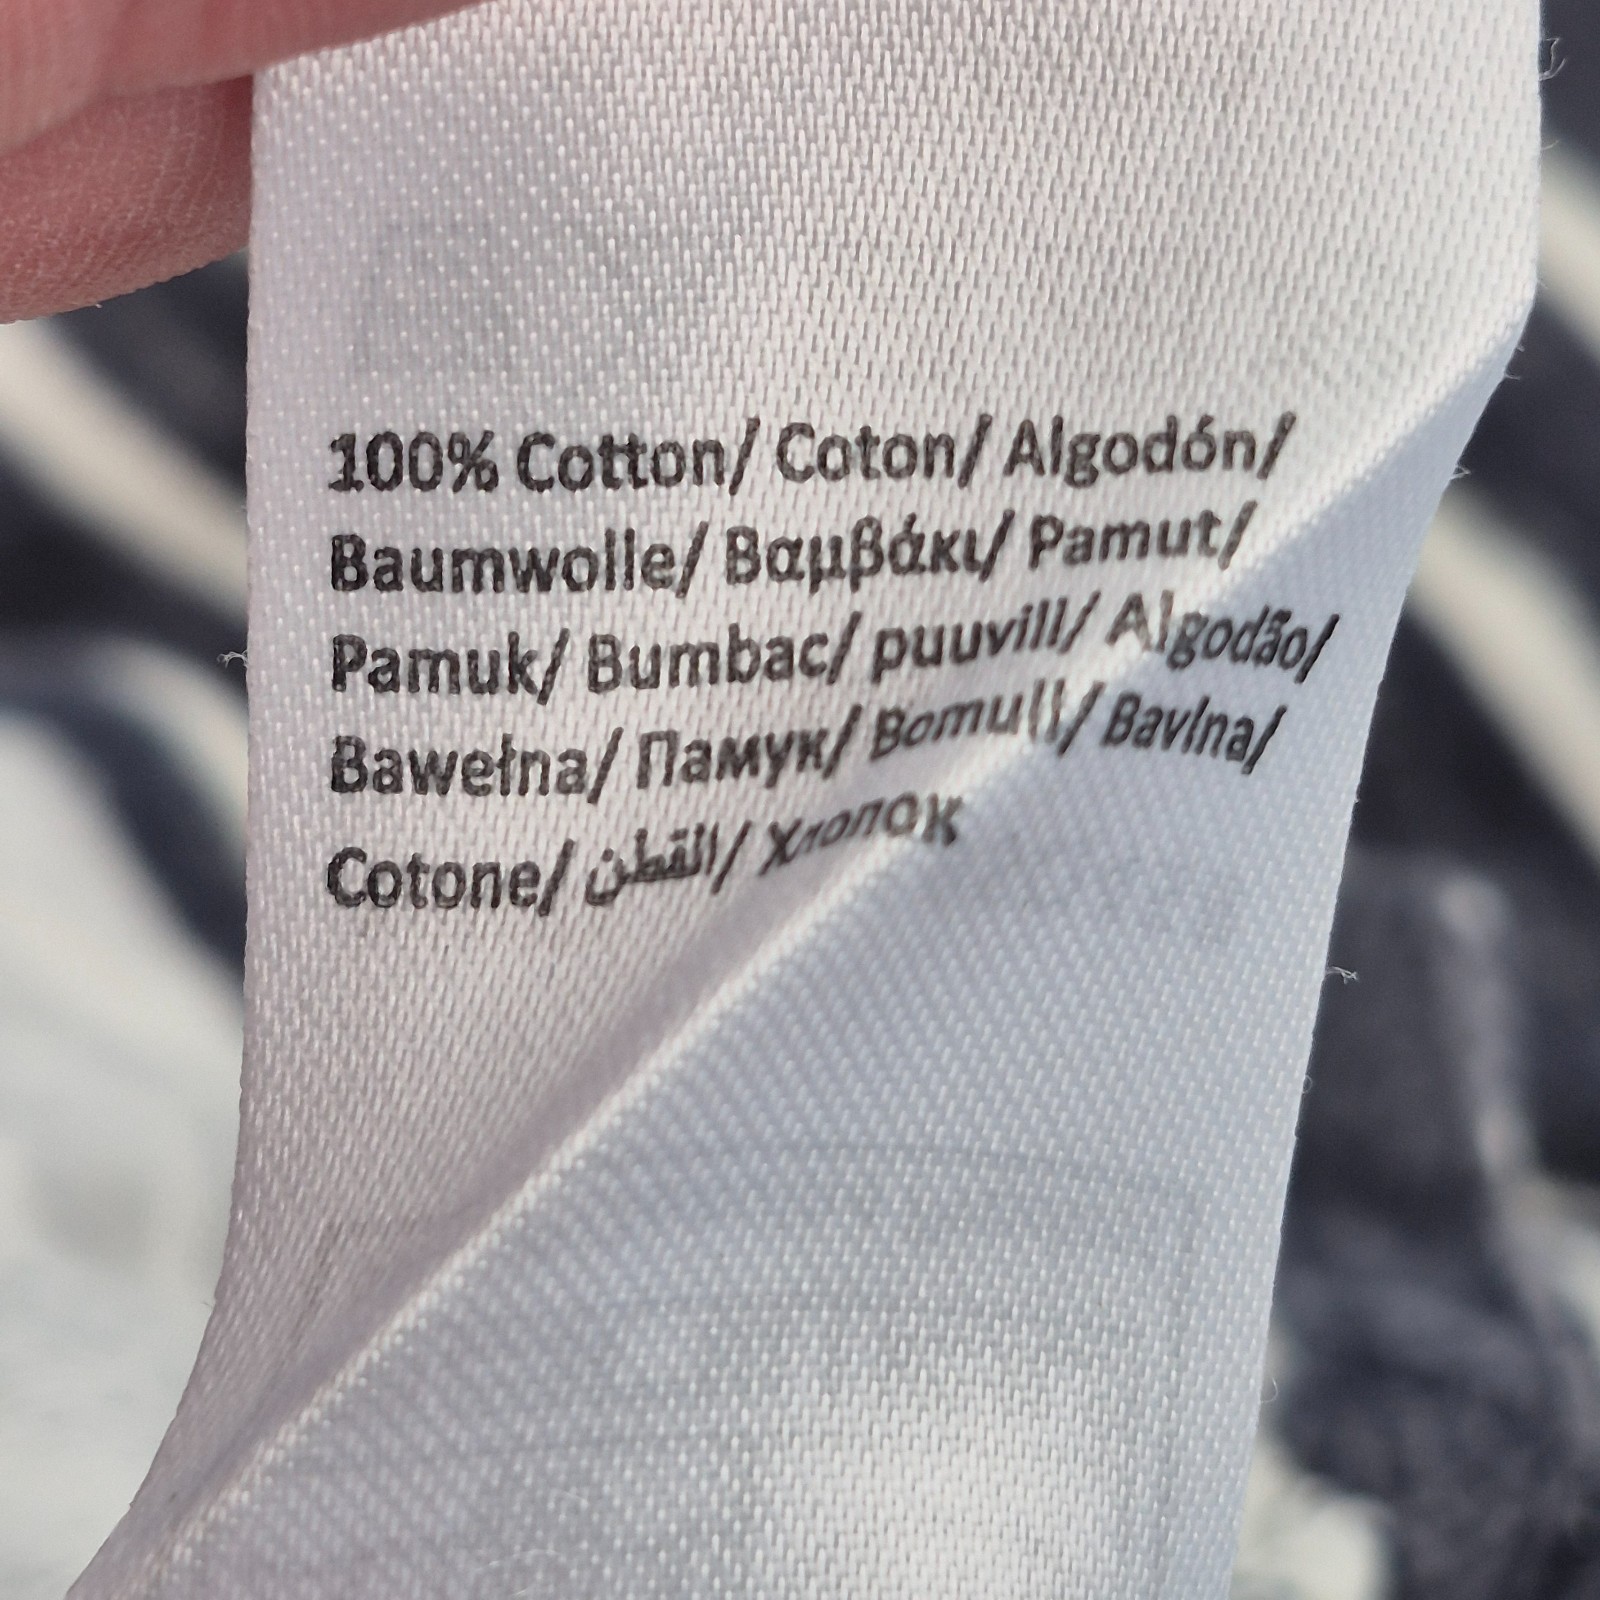 100% Cotton/ Coton/ Algodón/
Baumwolle/ Βαμβάκι/ Pamut/
Pamuk/ Bumbac/ puuvill/ Algodão/
Bawełna/ Памук/ Bomull/ Bavlna/
Cotone/ القطن/ Хлопок